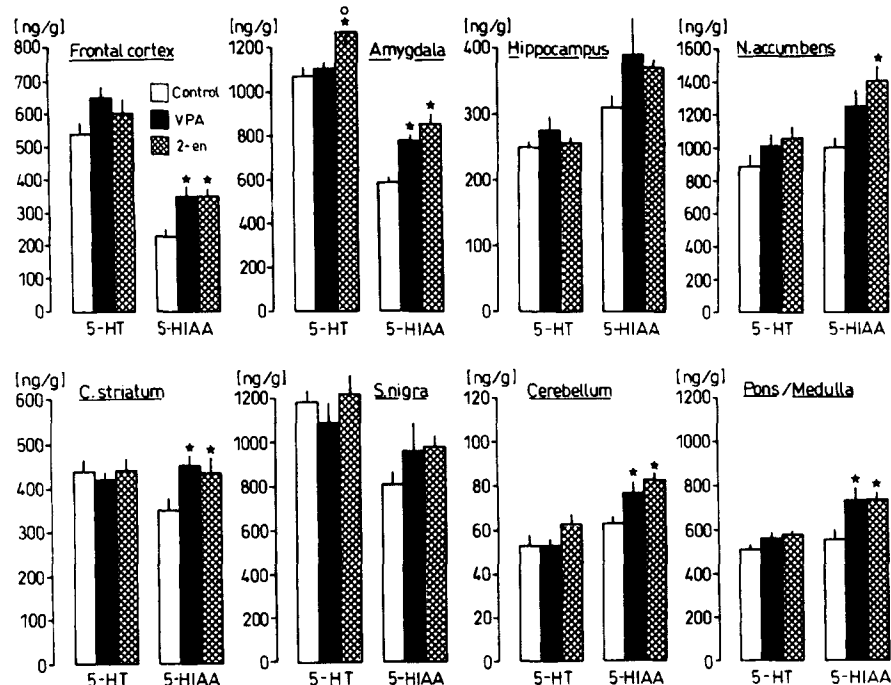 [ng/g]
Frontal cortex
800
700
600
500
400
300
200
100
0
Control
VPA
2-en
★ ★
5-HT 5-HIAA
[ng/g]
Amygdala
1200
1000
800
600
400
200
0
○
★
★ ★
5-HT 5-HIAA
[ng/g]
Hippocampus
400
300
200
100
0
5-HT 5-HIAA
[ng/g]
N.accumbens
1600
1400
1200
1000
800
600
400
200
0
★
5-HT 5-HIAA
[ng/g]
C.striatum
600
500
400
300
200
100
0
★ ★
5-HT 5-HIAA
[ng/g]
S.nigra
1200
1000
800
600
400
200
0
5-HT 5-HIAA
[ng/g]
Cerebellum
120
100
80
60
40
20
0
★ ★
5-HT 5-HIAA
[ng/g]
Pons/Medulla
1200
1000
800
600
400
200
0
★ ★
5-HT 5-HIAA